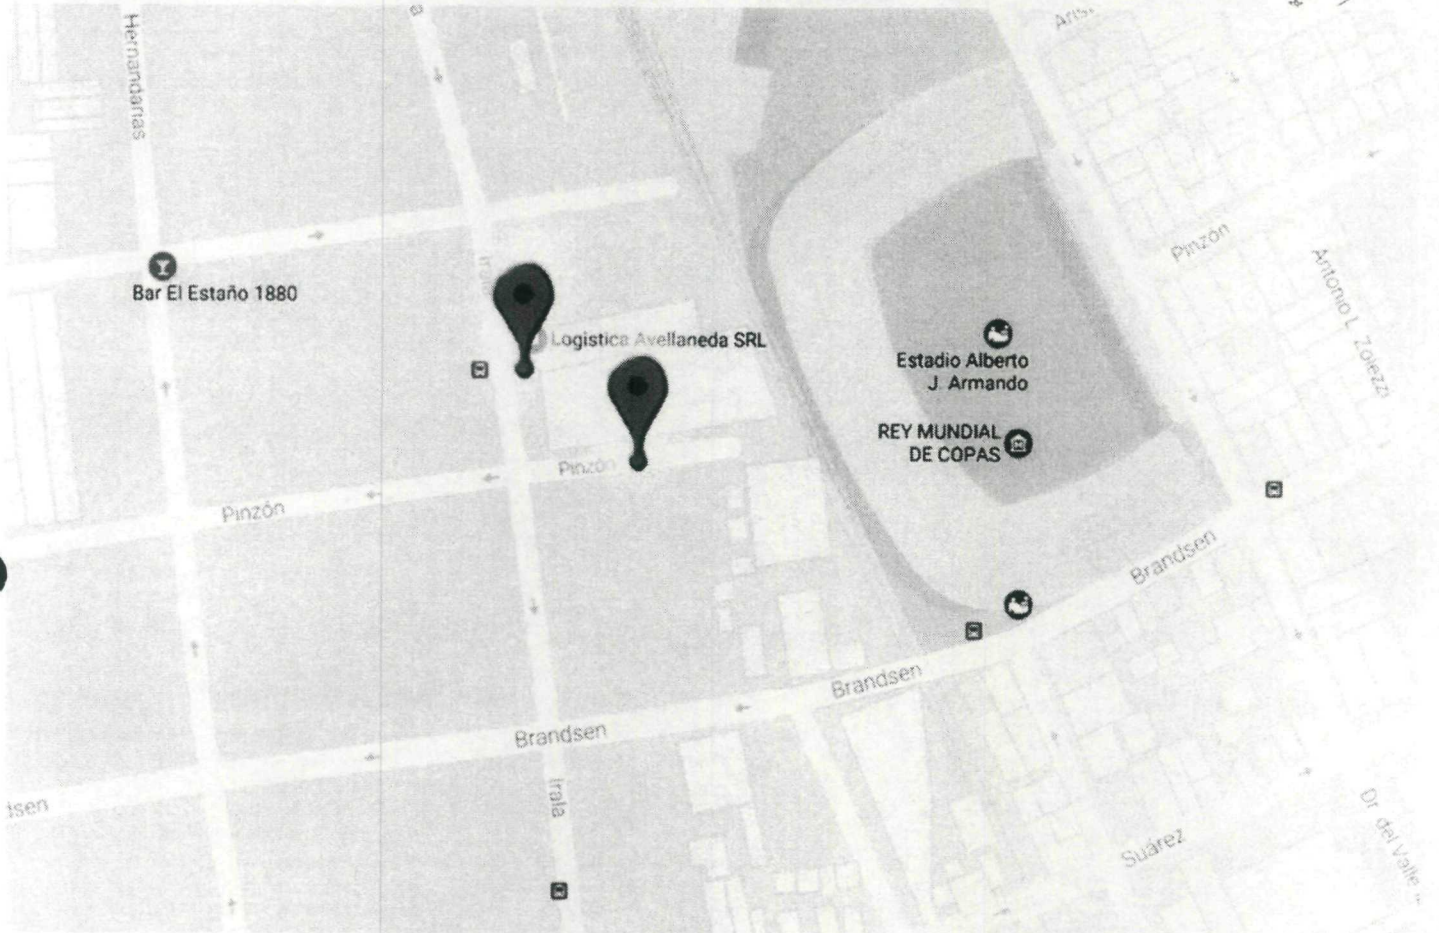 Hernandarias
Pinzón
Antonio L. Zolezzi
Bar El Estaño 1880
Logistica Avellaneda SRL
Estadio Alberto
J. Armando
REY MUNDIAL
DE COPAS
Pinzón
Pinzón
Brandsen
Brandsen
Brandsen
Irala
Suárez
Dr. del Valle